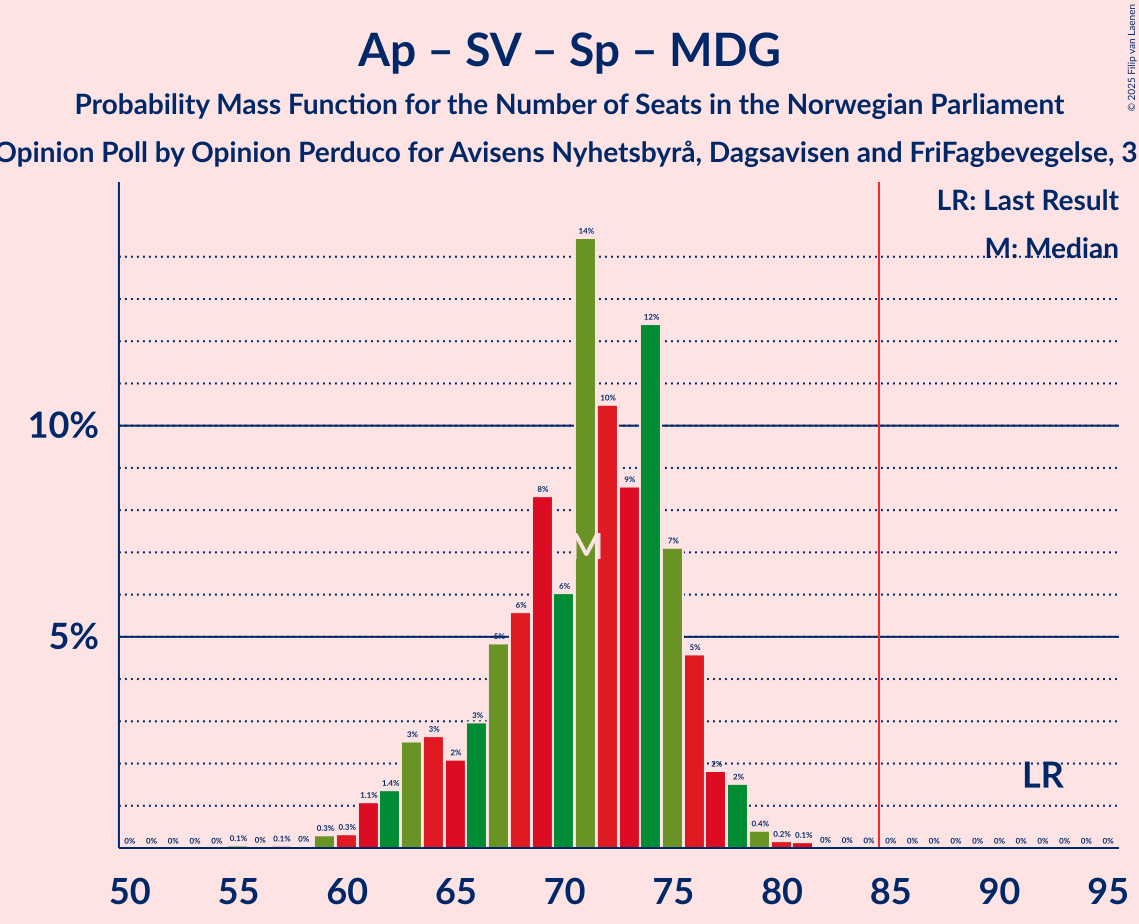 Ap – SV – Sp – MDG
Probability Mass Function for the Number of Seats in the Norwegian Parliament
Opinion Poll by Opinion Perduco for Avisens Nyhetsbyrå, Dagsavisen and FriFagbevegelse, 3
© 2025 Filip van Laenen
LR: Last Result
M: Median
14%
12%
10%
10%
9%
8%
M
7%
6%
6%
5%
5%
5%
3%
3%
3%
2%
2%
2%
LR
1.4%
1.1%
0.4%
0.3%
0.3%
0.2%
0.1%
0.1%
0.1%
0% 0% 0% 0% 0% 0% 0% 0% 0% 0% 0% 0% 0% 0% 0% 0% 0% 0% 0% 0% 0%
50 55 60 65 70 75 80 85 90 95